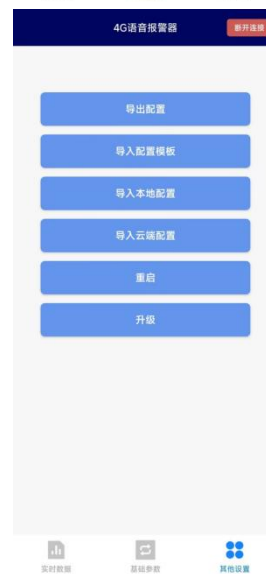 4G语音报警器
断开连接
导出配置
导入配置模板
导入本地配置
导入云端配置
重启
升级
实时数据
基础参数
其他设置